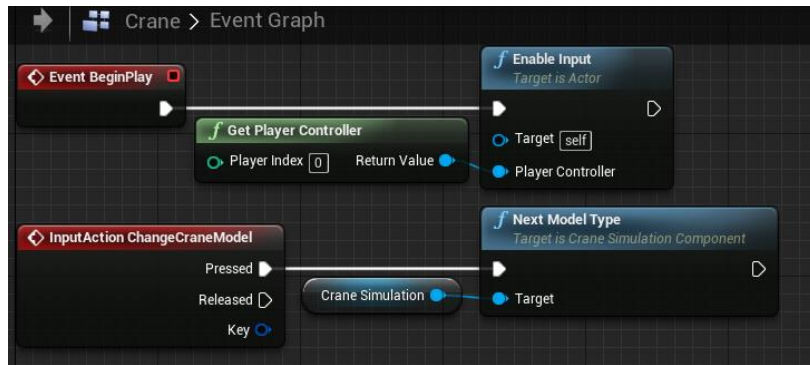 Crane > Event Graph
Event BeginPlay
f Enable Input
Target is Actor
f Get Player Controller
Target self
Player Index 0 Return Value
Player Controller
InputAction ChangeCraneModel
f Next Model Type
Target is Crane Simulation Component
Pressed
Released
Crane Simulation
Target
Key